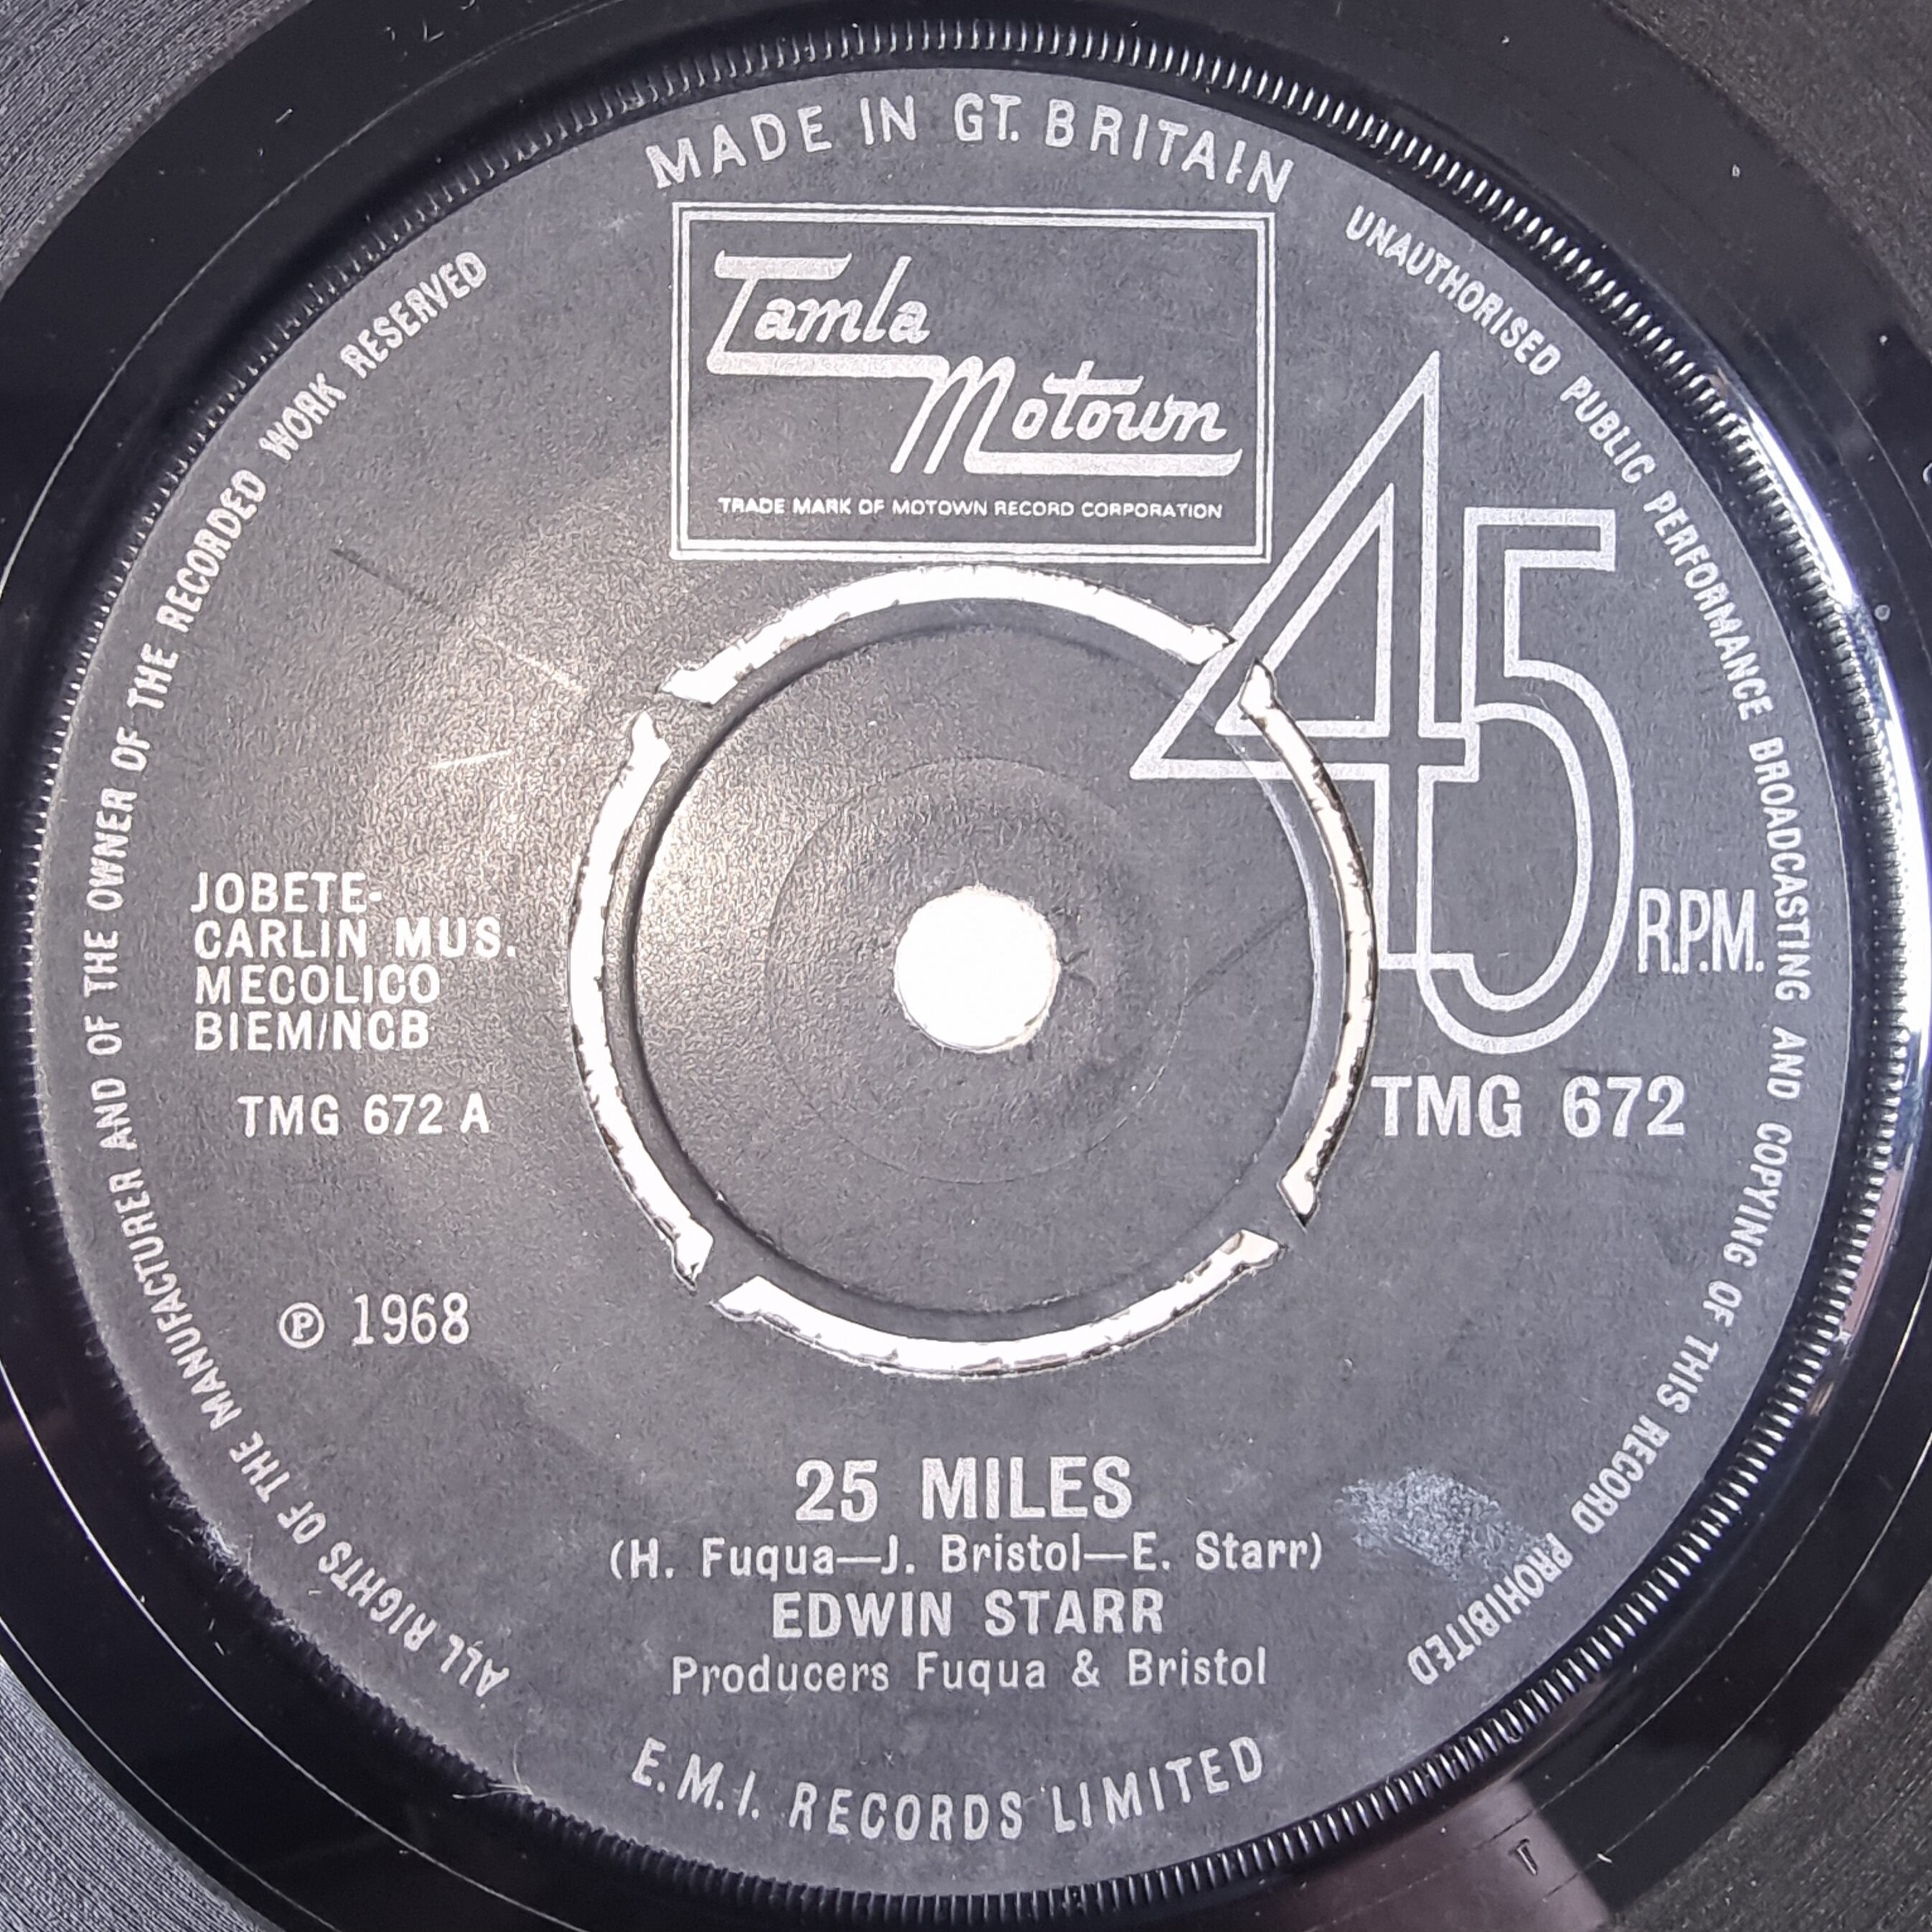 MADE IN GT. BRITAIN
UNAUTHORISED PUBLIC PERFORMANCE BROADCASTING AND COPYING OF THIS RECORD PROHIBITED
ALL RIGHTS OF THE MANUFACTURER AND OF THE OWNER OF THE RECORDED WORK RESERVED
Tamla
Motown
TRADE MARK OF MOTOWN RECORD CORPORATION
45
R.P.M.
JOBETE-
CARLIN MUS.
MECOLICO
BIEM/NCB
TMG 672 A
TMG 672
℗ 1968
25 MILES
(H. Fuqua—J. Bristol—E. Starr)
EDWIN STARR
Producers Fuqua & Bristol
E.M.I. RECORDS LIMITED